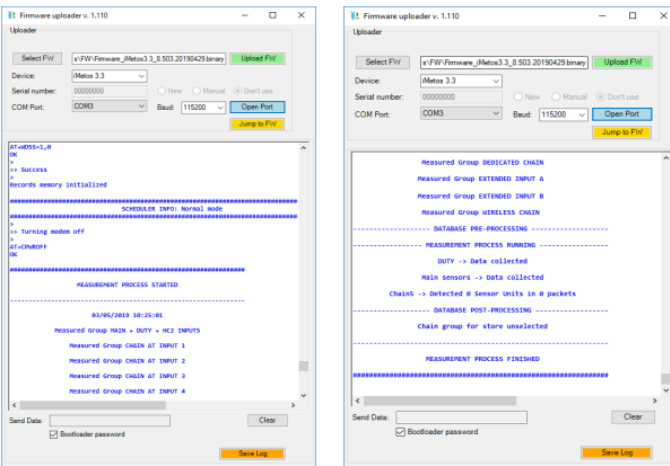 Firmware uploader v. 1.110
Uploader
Select FW s\FW\Firmware_iMetos3.3_8.503.20190429.binary Upload FW
Device: iMetos 3.3
Serial number: 00000000 New Manual Don't use
COM Port: COM3 Baud: 115200 Open Port
Jump to FW
AT+WDSS=1,0
OK
>
>> Success
>
Records memory initialized
################################################
SCHEDULER INFO: Normal mode
################################################
>
>> Turning modem off
>
AT+CPWROFF
OK
################################################
MEASUREMENT PROCESS STARTED
------------------------------------------------
03/05/2019 10:25:01
Measured Group MAIN + DUTY + HC2 INPUTS
Measured Group CHAIN AT INPUT 1
Measured Group CHAIN AT INPUT 2
Measured Group CHAIN AT INPUT 3
Measured Group CHAIN AT INPUT 4
Send Data: Clear
Bootloader password
Save Log
Firmware uploader v. 1.110
Uploader
Select FW s\FW\Firmware_iMetos3.3_8.503.20190429.binary Upload FW
Device: iMetos 3.3
Serial number: 00000000 New Manual Don't use
COM Port: COM3 Baud: 115200 Open Port
Jump to FW
Measured Group DEDICATED CHAIN
Measured Group EXTENDED INPUT A
Measured Group EXTENDED INPUT B
Measured Group WIRELESS CHAIN
------------------- DATABASE PRE-PROCESSING -------------------
----------------- MEASUREMENT PROCESS RUNNING -----------------
DUTY -> Data collected
Main sensors -> Data collected
Chain5 -> Detected 0 Sensor Units in 0 packets
------------------- DATABASE POST-PROCESSING ------------------
Chain group for store unselected
------------------------------------------------
MEASUREMENT PROCESS FINISHED
################################################
Send Data: Clear
Bootloader password
Save Log